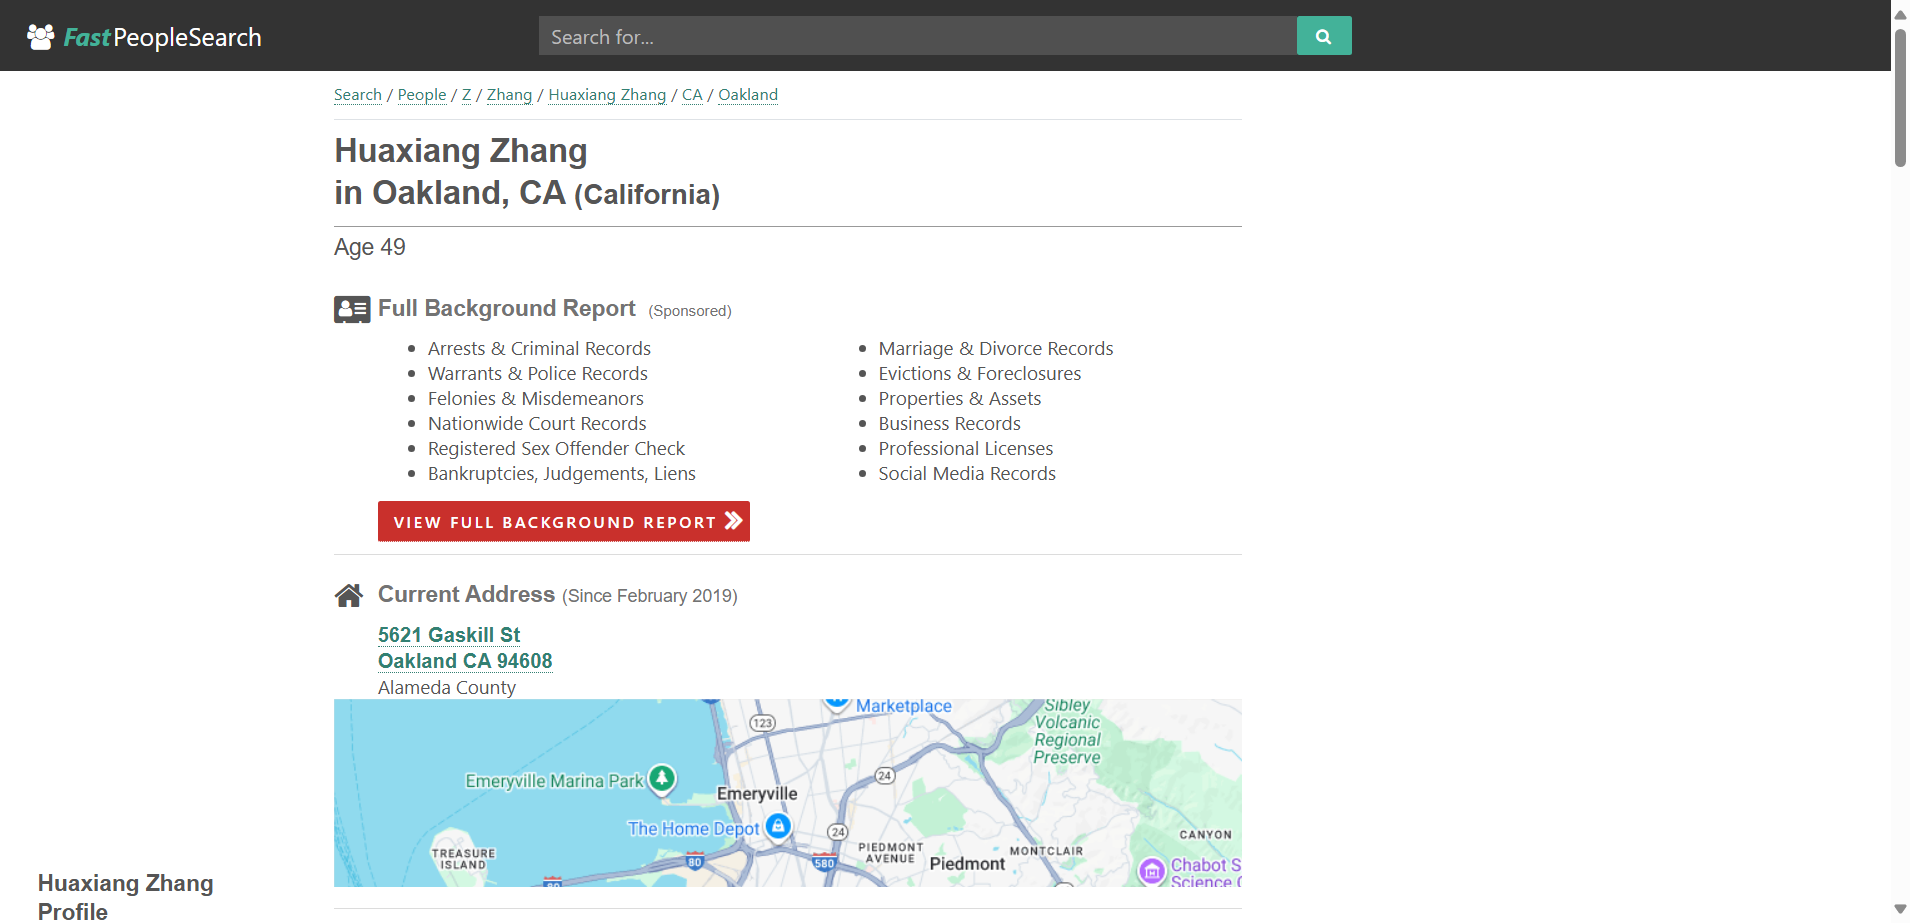 FastPeopleSearch
Search for...
Search / People / Z / Zhang / Huaxiang Zhang / CA / Oakland
Huaxiang Zhang
in Oakland, CA (California)
Age 49
Full Background Report (Sponsored)
Arrests & Criminal Records
Warrants & Police Records
Felonies & Misdemeanors
Nationwide Court Records
Registered Sex Offender Check
Bankruptcies, Judgements, Liens
Marriage & Divorce Records
Evictions & Foreclosures
Properties & Assets
Business Records
Professional Licenses
Social Media Records
VIEW FULL BACKGROUND REPORT
Current Address (Since February 2019)
5621 Gaskill St
Oakland CA 94608
Alameda County
Marketplace
Sibley
Volcanic
Regional
Preserve
123
24
Emeryville Marina Park
Emeryville
The Home Depot
24
CANYON
PIEDMONT
AVENUE
MONTCLAIR
TREASURE
ISLAND
80
580
Piedmont
Chabot S
Science C
80
Huaxiang Zhang
Profile